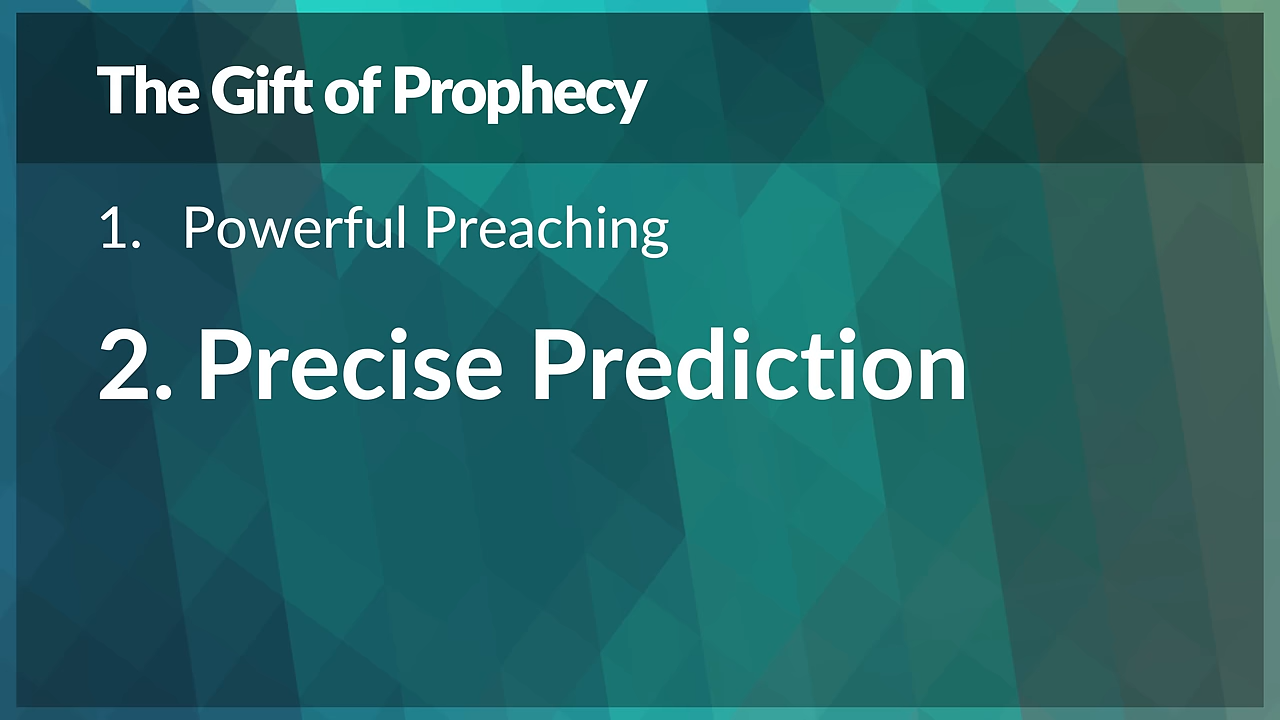 The Gift of Prophecy
1. Powerful Preaching
2. Precise Prediction